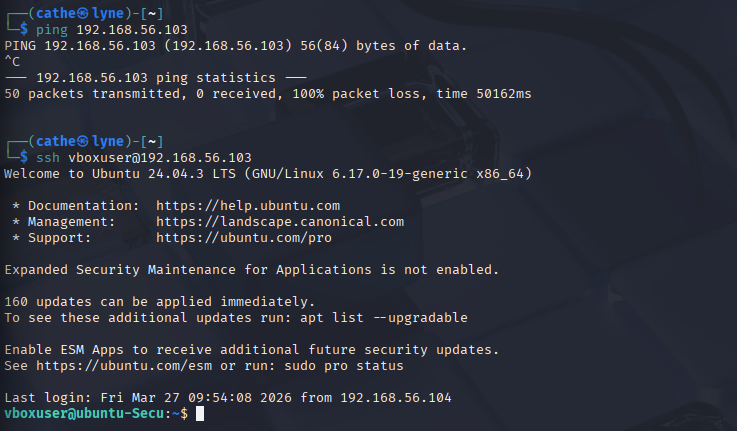 ┌──(cathe㉿lyne)-[~]
└─$ ping 192.168.56.103
PING 192.168.56.103 (192.168.56.103) 56(84) bytes of data.
^C
--- 192.168.56.103 ping statistics ---
50 packets transmitted, 0 received, 100% packet loss, time 50162ms
┌──(cathe㉿lyne)-[~]
└─$ ssh vboxuser@192.168.56.103
Welcome to Ubuntu 24.04.3 LTS (GNU/Linux 6.17.0-19-generic x86_64)
* Documentation:  https://help.ubuntu.com
* Management:     https://landscape.canonical.com
* Support:        https://ubuntu.com/pro
Expanded Security Maintenance for Applications is not enabled.
160 updates can be applied immediately.
To see these additional updates run: apt list --upgradable
Enable ESM Apps to receive additional future security updates.
See https://ubuntu.com/esm or run: sudo pro status
Last login: Fri Mar 27 09:54:08 2026 from 192.168.56.104
vboxuser@ubuntu-Secu:~$